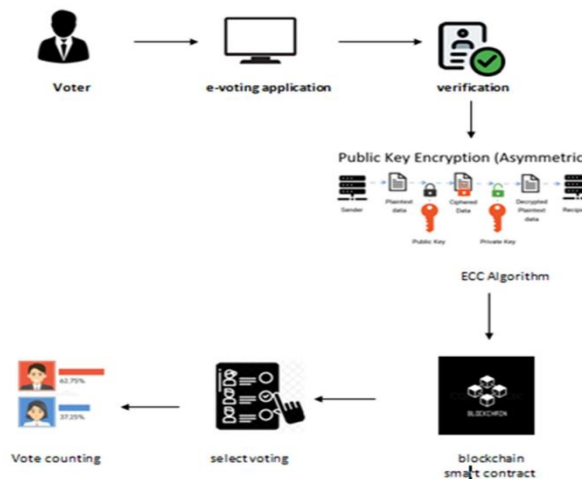 Voter
e-voting application
verification
Public Key Encryption (Asymmetric
Sender
Plaintext
data
Ciphered
Data
Decrypted
Plaintext
data
Recipie
Public Key
Private Key
ECC Algorithm
62.75%
37.25%
BLOCKCHAIN
Vote counting
select voting
blockchain
smart contract